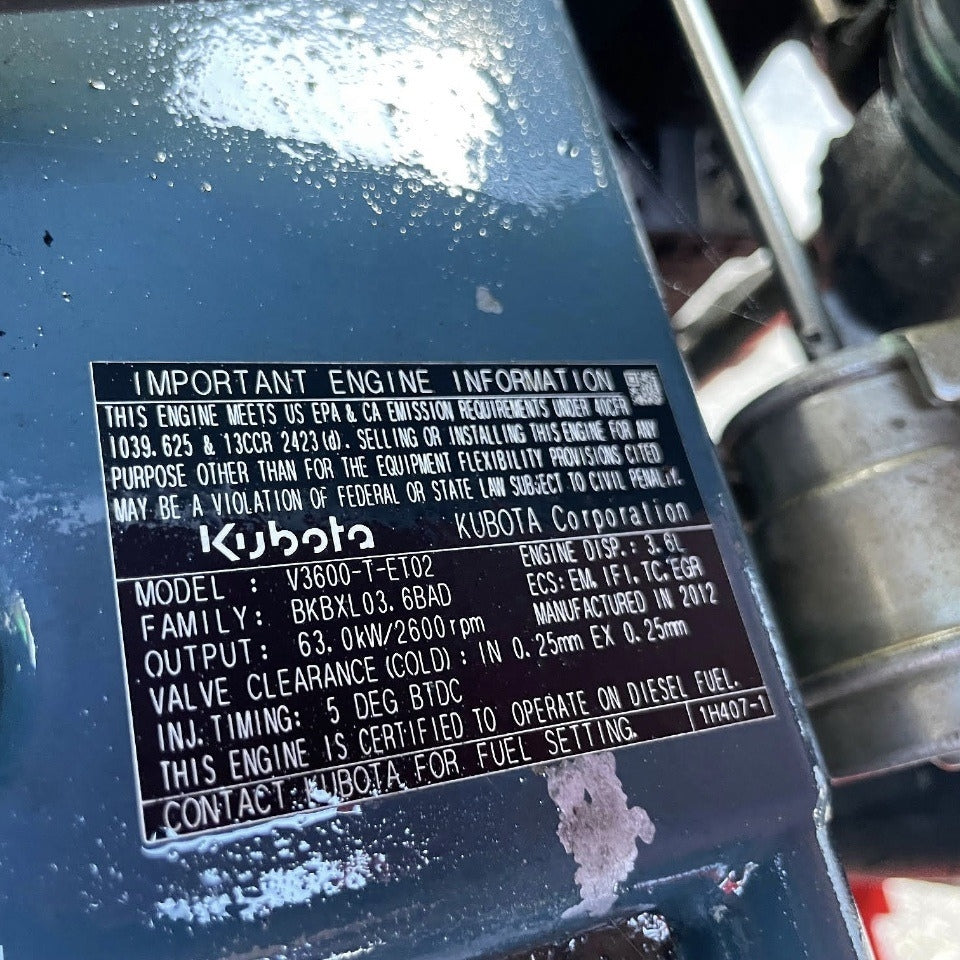 IMPORTANT ENGINE INFORMATION
THIS ENGINE MEETS US EPA & CA EMISSION REQUIREMENTS UNDER 40CFR
1039. 625 & 13CCR 2423(d). SELLING OR INSTALLING THIS ENGINE FOR ANY
PURPOSE OTHER THAN FOR THE EQUIPMENT FLEXIBILITY PROVISIONS CITED
MAY BE A VIOLATION OF FEDERAL OR STATE LAW SUBJECT TO CIVIL PENALTY.
Kubota KUBOTA Corporation
MODEL : V3600-T-ET02 ENGINE DISP.: 3.6L
FAMILY: BKBXL03. 6BAD ECS: EM, IFI, TC, EGR
OUTPUT: 63. 0kW/2600rpm MANUFACTURED IN 2012
VALVE CLEARANCE (COLD) : IN 0. 25mm EX 0. 25mm
INJ. TIMING: 5 DEG BTDC
THIS ENGINE IS CERTIFIED TO OPERATE ON DIESEL FUEL.
CONTACT KUBOTA FOR FUEL SETTING. 1H407-1